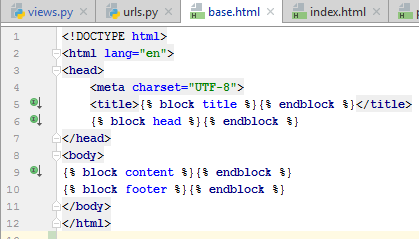 views.py urls.py base.html index.html
1 <!DOCTYPE html>
2 <html lang="en">
3 <head>
4 <meta charset="UTF-8">
5 <title>{% block title %}{% endblock %}</title>
6 {% block head %}{% endblock %}
7 </head>
8 <body>
9 {% block content %}{% endblock %}
10 {% block footer %}{% endblock %}
11 </body>
12 </html>